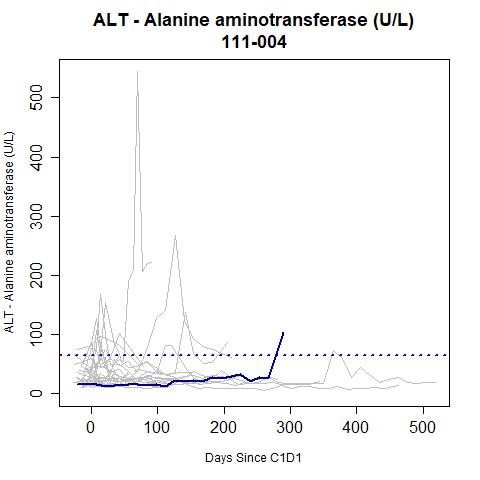 ALT - Alanine aminotransferase (U/L)
111-004
ALT - Alanine aminotransferase (U/L)
500
400
300
200
100
0
0 100 200 300 400 500
Days Since C1D1